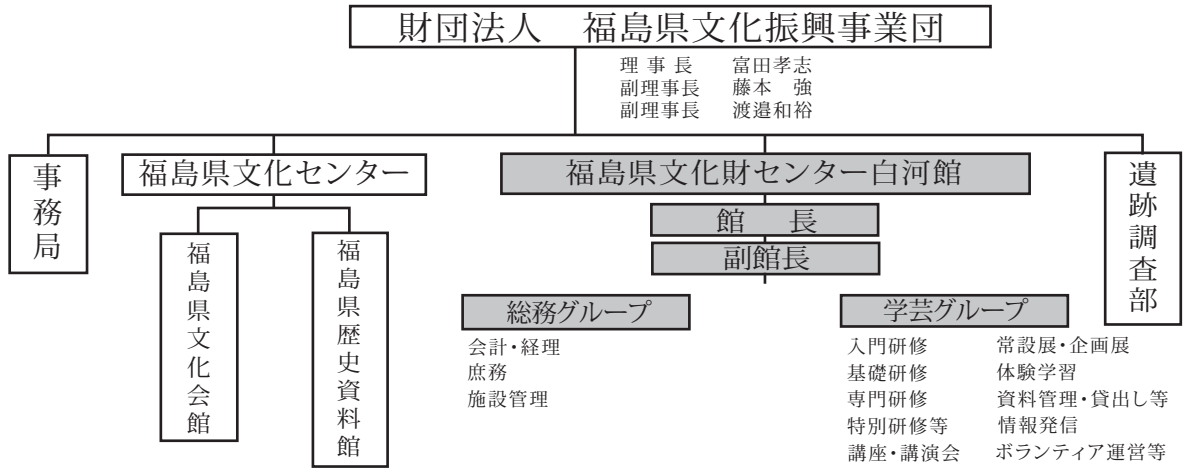 財団法人　福島県文化振興事業団
理 事 長　富田孝志
副理事長　藤本　強
副理事長　渡邉和裕
事務局
福島県文化センター
福島県文化会館
福島県歴史資料館
福島県文化財センター白河館
館　長
副館長
総務グループ
会計・経理
庶務
施設管理
学芸グループ
入門研修　常設展・企画展
基礎研修　体験学習
専門研修　資料管理・貸出し等
特別研修等　情報発信
講座・講演会　ボランティア運営等
遺跡調査部